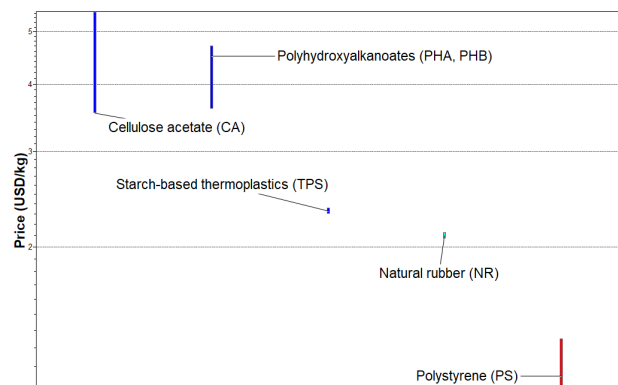 5
Polyhydroxyalkanoates (PHA, PHB)
4
Cellulose acetate (CA)
3
Starch-based thermoplastics (TPS)
Price (USD/kg)
2
Natural rubber (NR)
Polystyrene (PS)